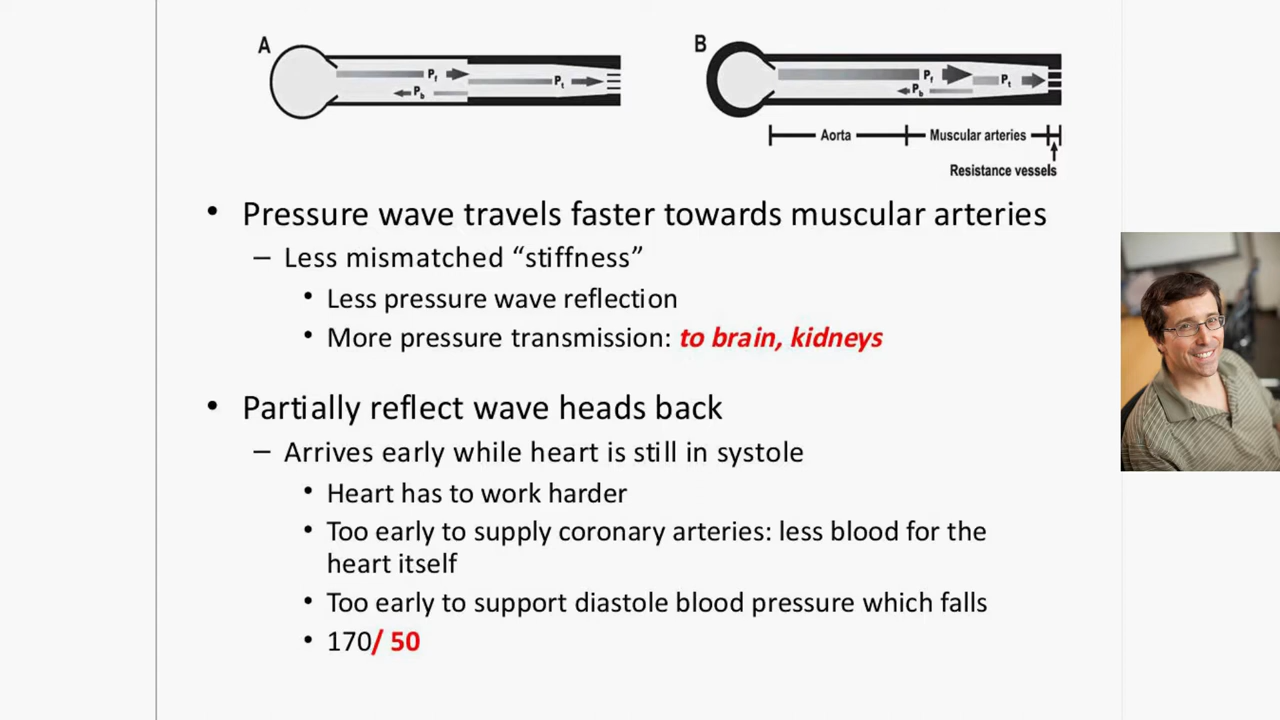 A
B
Pf
Pt
Pb
Pf
Pt
Pb
Aorta
Muscular arteries
Resistance vessels
• Pressure wave travels faster towards muscular arteries
– Less mismatched “stiffness”
• Less pressure wave reflection
• More pressure transmission: to brain, kidneys
• Partially reflect wave heads back
– Arrives early while heart is still in systole
• Heart has to work harder
• Too early to supply coronary arteries: less blood for the
heart itself
• Too early to support diastole blood pressure which falls
• 170/ 50